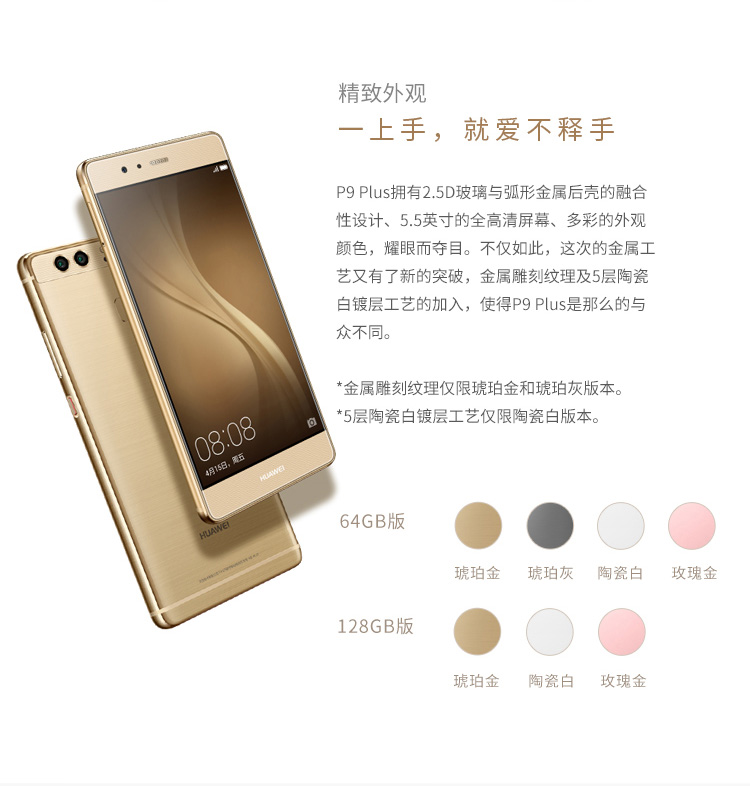 精致外观
一上手，就爱不释手
P9 Plus拥有2.5D玻璃与弧形金属后壳的融合
性设计、5.5英寸的全高清屏幕、多彩的外观
颜色，耀眼而夺目。不仅如此，这次的金属工
艺又有了新的突破，金属雕刻纹理及5层陶瓷
白镀层工艺的加入，使得P9 Plus是那么的与
众不同。
*金属雕刻纹理仅限琥珀金和琥珀灰版本。
*5层陶瓷白镀层工艺仅限陶瓷白版本。
08:08
4月15日，周五
HUAWEI
HUAWEI
64GB版
琥珀金 琥珀灰 陶瓷白 玫瑰金
128GB版
琥珀金 陶瓷白 玫瑰金